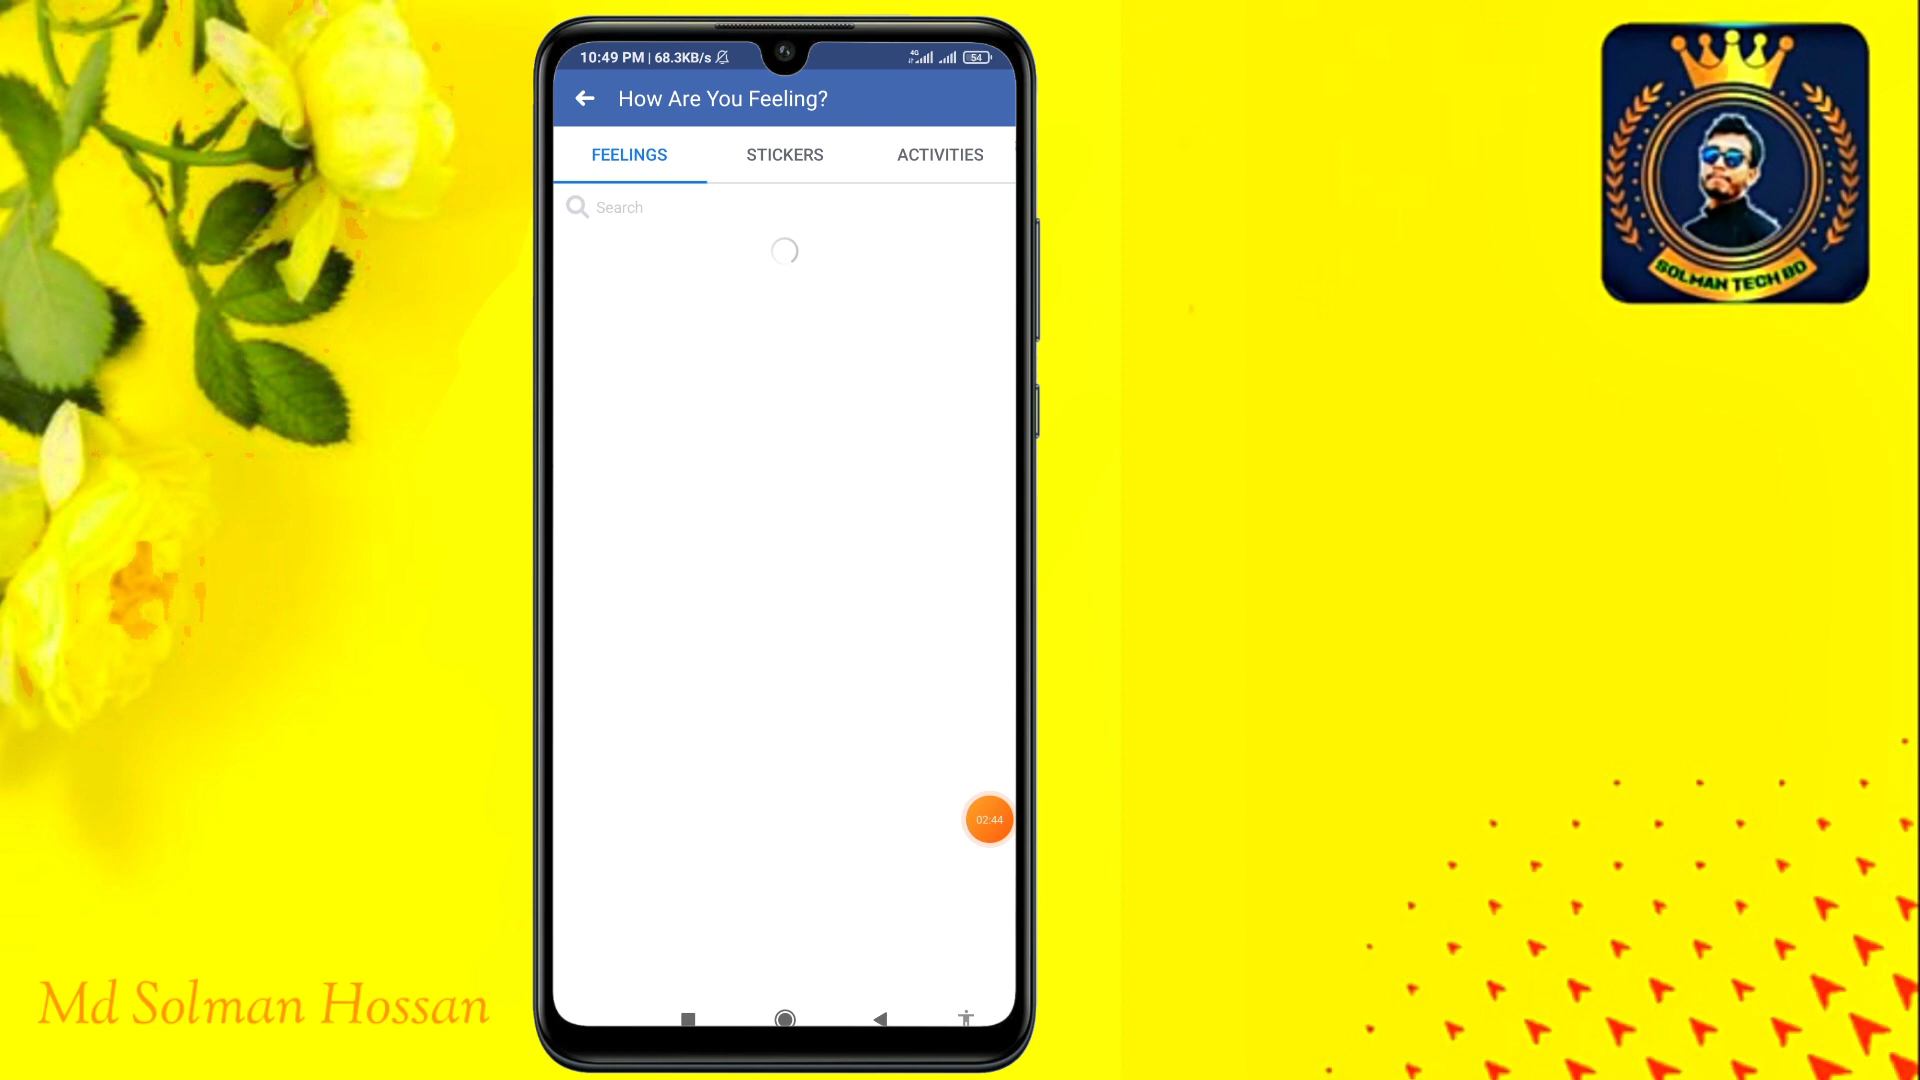 10:49 PM | 68.3KB/s
4G
54
How Are You Feeling?
FEELINGS
STICKERS
ACTIVITIES
Search
02:44
SOLMAN TECH BD
Md Solman Hossan